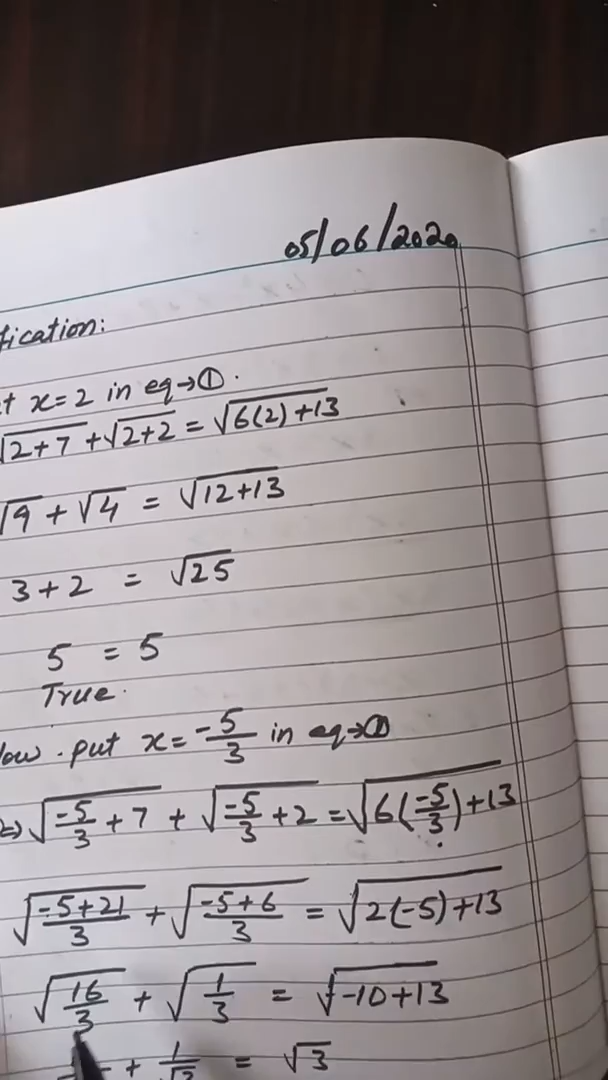 05/06/2020
fication:
t x=2 in eq→①.
√2+7 + √2+2 = √6(2)+13
√9 + √4 = √12+13
3+2 = √25
5 = 5
True.
Now . put x= -5/3 in eq→①
⇒ √(-5/3 + 7) + √(-5/3 + 2) = √(6(-5/3)+13)
√(-5+21/3) + √(-5+6/3) = √2(-5)+13
√(16/3) + √(1/3) = √-10+13
+ 1/√3 = √3